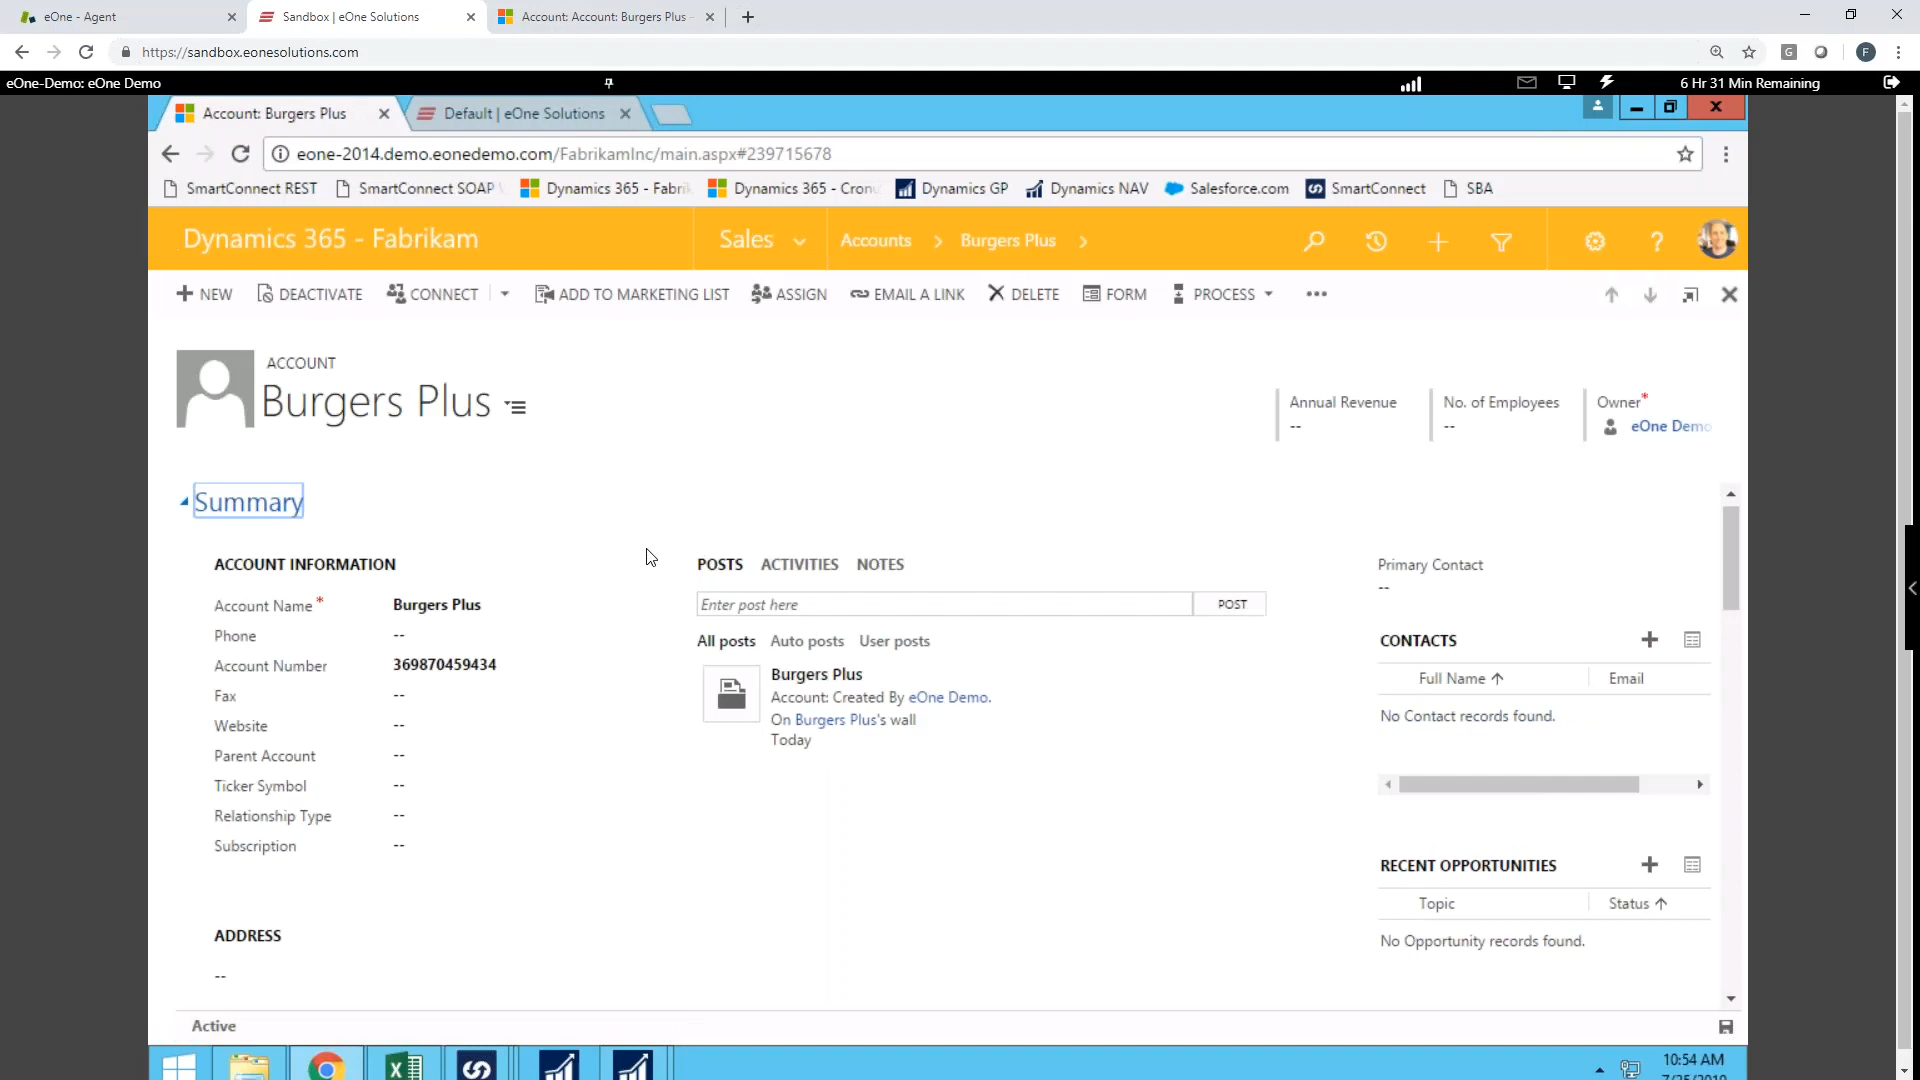 eOne - Agent
Sandbox | eOne Solutions
Account: Account: Burgers Plus -
https://sandbox.eonesolutions.com
G
F
eOne-Demo: eOne Demo
6 Hr 31 Min Remaining
Account: Burgers Plus
Default | eOne Solutions
eone-2014.demo.eonedemo.com/FabrikamInc/main.aspx#239715678
SmartConnect REST
SmartConnect SOAP
Dynamics 365 - Fabri
Dynamics 365 - Cron
Dynamics GP
Dynamics NAV
Salesforce.com
SmartConnect
SBA
Dynamics 365 - Fabrikam
Sales
Accounts
Burgers Plus
?
NEW
DEACTIVATE
CONNECT
ADD TO MARKETING LIST
ASSIGN
EMAIL A LINK
DELETE
FORM
PROCESS
ACCOUNT
Burgers Plus
Annual Revenue
--
No. of Employees
--
Owner*
eOne Demo
Summary
ACCOUNT INFORMATION
Account Name* Burgers Plus
Phone --
Account Number 369870459434
Fax --
Website --
Parent Account --
Ticker Symbol --
Relationship Type --
Subscription --
ADDRESS
--
POSTS ACTIVITIES NOTES
Enter post here POST
All posts Auto posts User posts
Burgers Plus
Account: Created By eOne Demo.
On Burgers Plus's wall
Today
Primary Contact
--
CONTACTS
Full Name ↑ Email
No Contact records found.
RECENT OPPORTUNITIES
Topic Status ↑
No Opportunity records found.
Active
10:54 AM